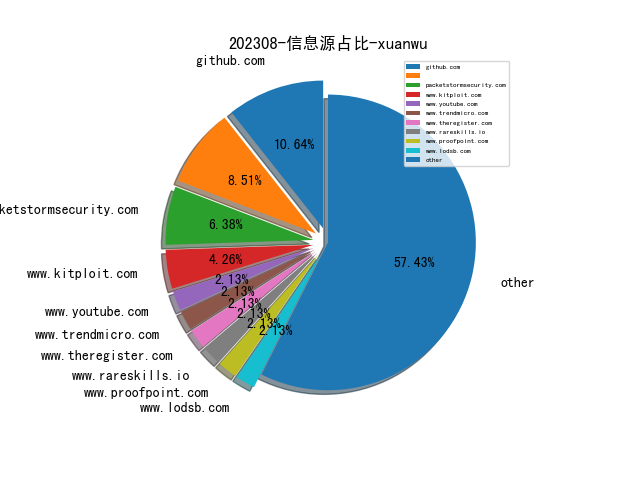 202308-信息源占比-xuanwu
github.com
10.64%
8.51%
ketstormsecurity.com
6.38%
www.kitploit.com
4.26%
www.youtube.com
2.13%
www.trendmicro.com
2.13%
www.theregister.com
2.13%
www.rareskills.io
2.13%
www.proofpoint.com
2.13%
www.lodsb.com
2.13%
57.43%
other
github.com
packetstormsecurity.com
www.kitploit.com
www.youtube.com
www.trendmicro.com
www.theregister.com
www.rareskills.io
www.proofpoint.com
www.lodsb.com
other